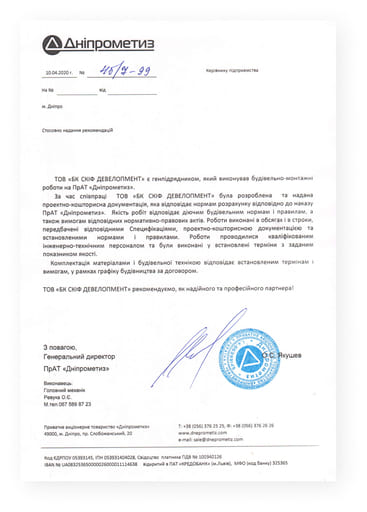 Дніпрометиз
10.04.2020 г. № 45/7-99
Керівнику підприємства
На № від
м. Дніпро
Стосовно надання рекомендацій
ТОВ «БК СКІФ ДЕВЕЛОПМЕНТ» є генпідрядником, який виконував будівельно-монтажні
роботи на ПрАТ «Дніпрометиз».
За час співпраці ТОВ «БК СКІФ ДЕВЕЛОПМЕНТ» була розроблена та надана
проектно-кошторисна документація, яка відповідає нормам розрахунку відповідно до наказу
ПрАТ «Дніпрометиз». Якість робіт відповідає діючим будівельним нормам і правилам, а
також вимогам відповідних нормативно-правових актів. Роботи виконані в обсягах і в строки,
передбачені відповідними Специфікаціями, проектно-кошторисною документацією та
встановленими нормами і правилами. Роботи проводилися кваліфікованим
інженерно-технічним персоналом та були виконані у встановлені терміни з заданим
показником якості.
Комплектація матеріалами і будівельної технікою відповідає встановленим термінам і
вимогам, у рамках графіку будівництва за договором.
ТОВ «БК СКІФ ДЕВЕЛОПМЕНТ» рекомендуємо, як надійного та професійного партнера!
З повагою,
Генеральний директор
ПрАТ «Дніпрометиз»
О.С. Якушев
Виконавець:
Головний механік
Ревуха О.Є.
М.тел 067 569 87 23
Приватне акціонерне товариство «Дніпрометиз»
49000, м. Дніпро, пр. Слобожанський, 20
T: +38 (056) 376 25 25, Ф: +38 (056) 376 26 26
www.dneprometiz.com
e-mail: sale@dneprometiz.com
Код ЄДРПОУ 05393145, ІПН 053931404028, Свідоцтво платника ПДВ № 100340126
IBAN № UA083253650000026000011114638 відкритий в ПАТ «КРЕДОБАНК» (м.Львів), МФО (код банку) 325365